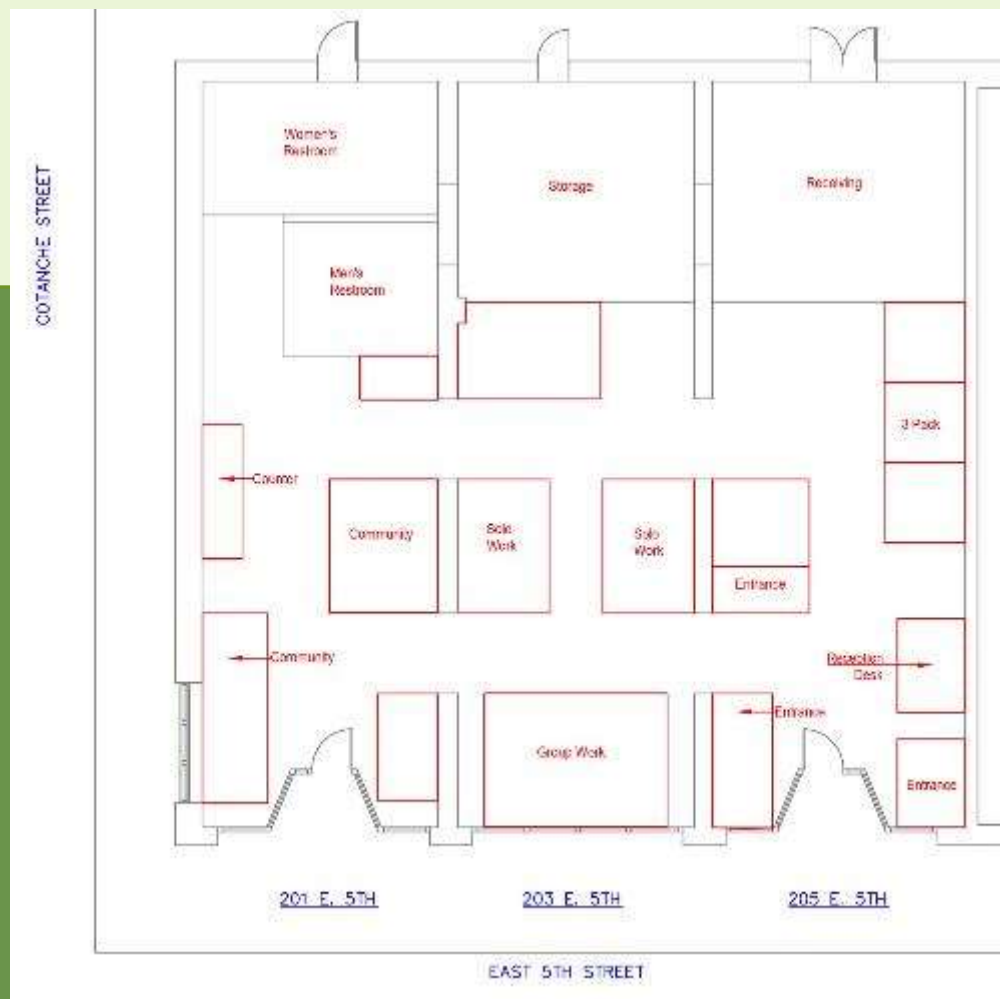 Women's
Restroom
Storage
Receiving
Men's
Restroom
COTANCHE STREET
3 Pack
Counter
Community
Solo
Work
Solo
Work
Entrance
Community
Reception
Desk
Entrance
Group Work
Entrance
201 E. 5TH
203 E. 5TH
205 E. 5TH
EAST 5TH STREET